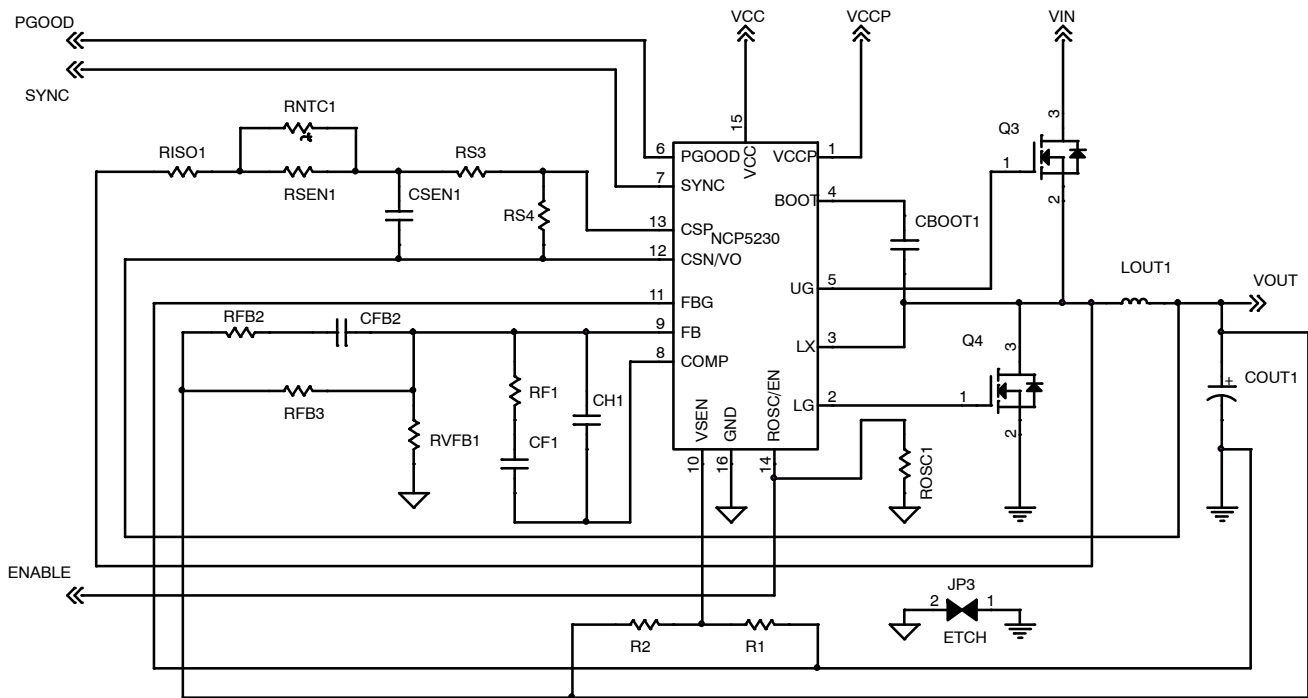 PGOOD
VCC
VCCP
VIN
SYNC
RNTC1
15
3
Q3
RISO1
6
PGOOD
VCC
VCCP
1
1
7
SYNC
RSEN1
CSEN1
RS3
BOOT
4
2
RS4
13
CSP
NCP5230
CBOOT1
12
CSN/VO
LOUT1
VOUT
UG
5
11
FBG
RFB2
CFB2
9
FB
LX
3
Q4
3
8
COMP
COUT1
+
RFB3
RF1
CH1
LG
2
1
2
RVFB1
CF1
VSEN
GND
ROSC/EN
10
16
14
ROSC1
ENABLE
JP3
2
1
ETCH
R2
R1